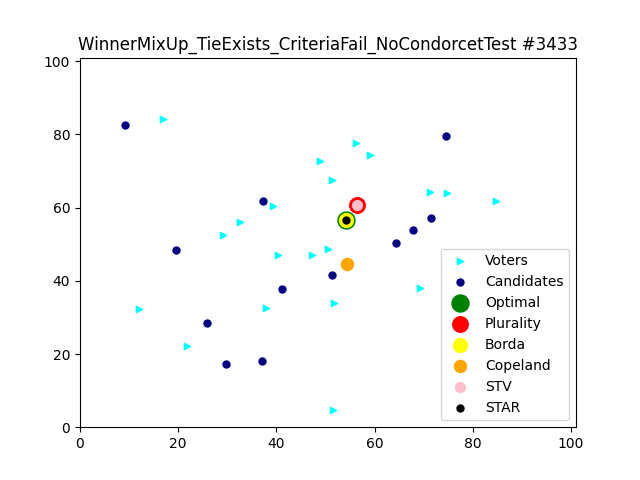 WinnerMixUp_TieExists_CriteriaFail_NoCondorcetTest #3433
100
80
60
40
20
0
0 20 40 60 80 100
Voters
Candidates
Optimal
Plurality
Borda
Copeland
STV
STAR